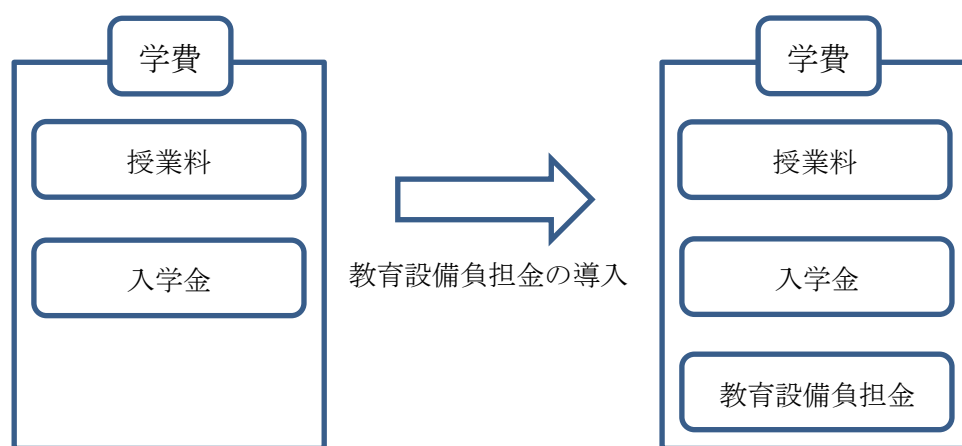 学費
授業料
入学金
教育設備負担金の導入
学費
授業料
入学金
教育設備負担金